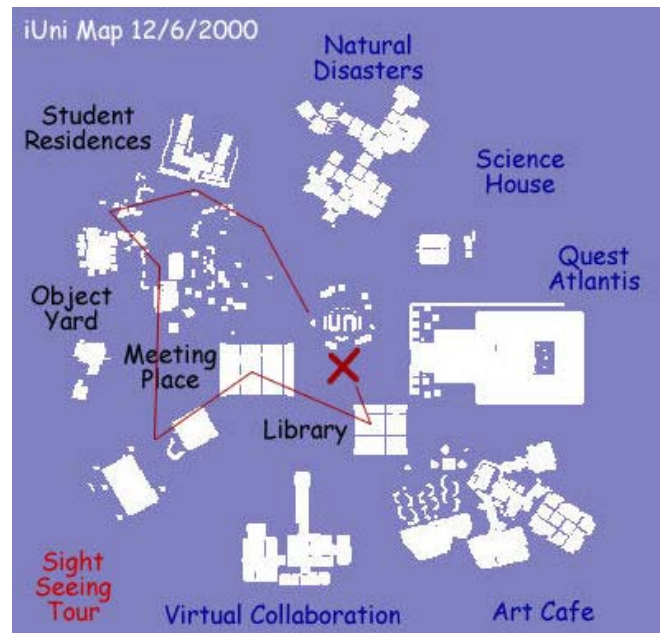 iUni Map 12/6/2000
Natural
Disasters
Student
Residences
Science
House
Quest
Atlantis
Object
Yard
iUni
Meeting
Place
Library
Sight
Seeing
Tour
Virtual Collaboration
Art Cafe